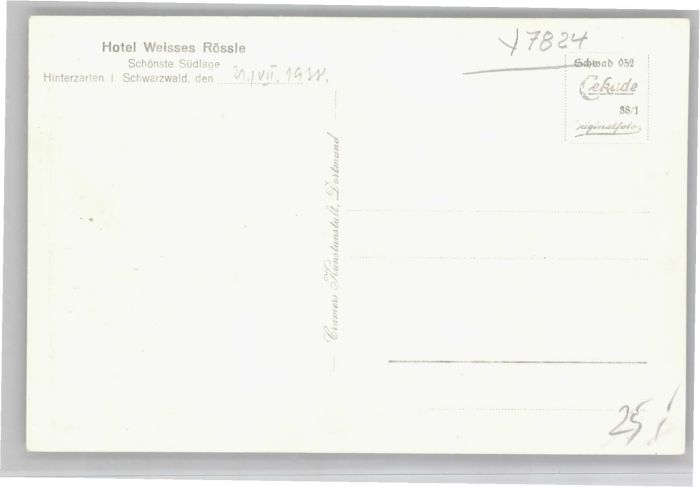 Hotel Weisses Rössle
Schönste Südlage
Hinterzarten i. Schwarzwald, den 21./VII. 1938.
y7824
Schwad 052
Cekade
38/1
Originalfoto
Cramers Kunstanstalt, Dortmund
25